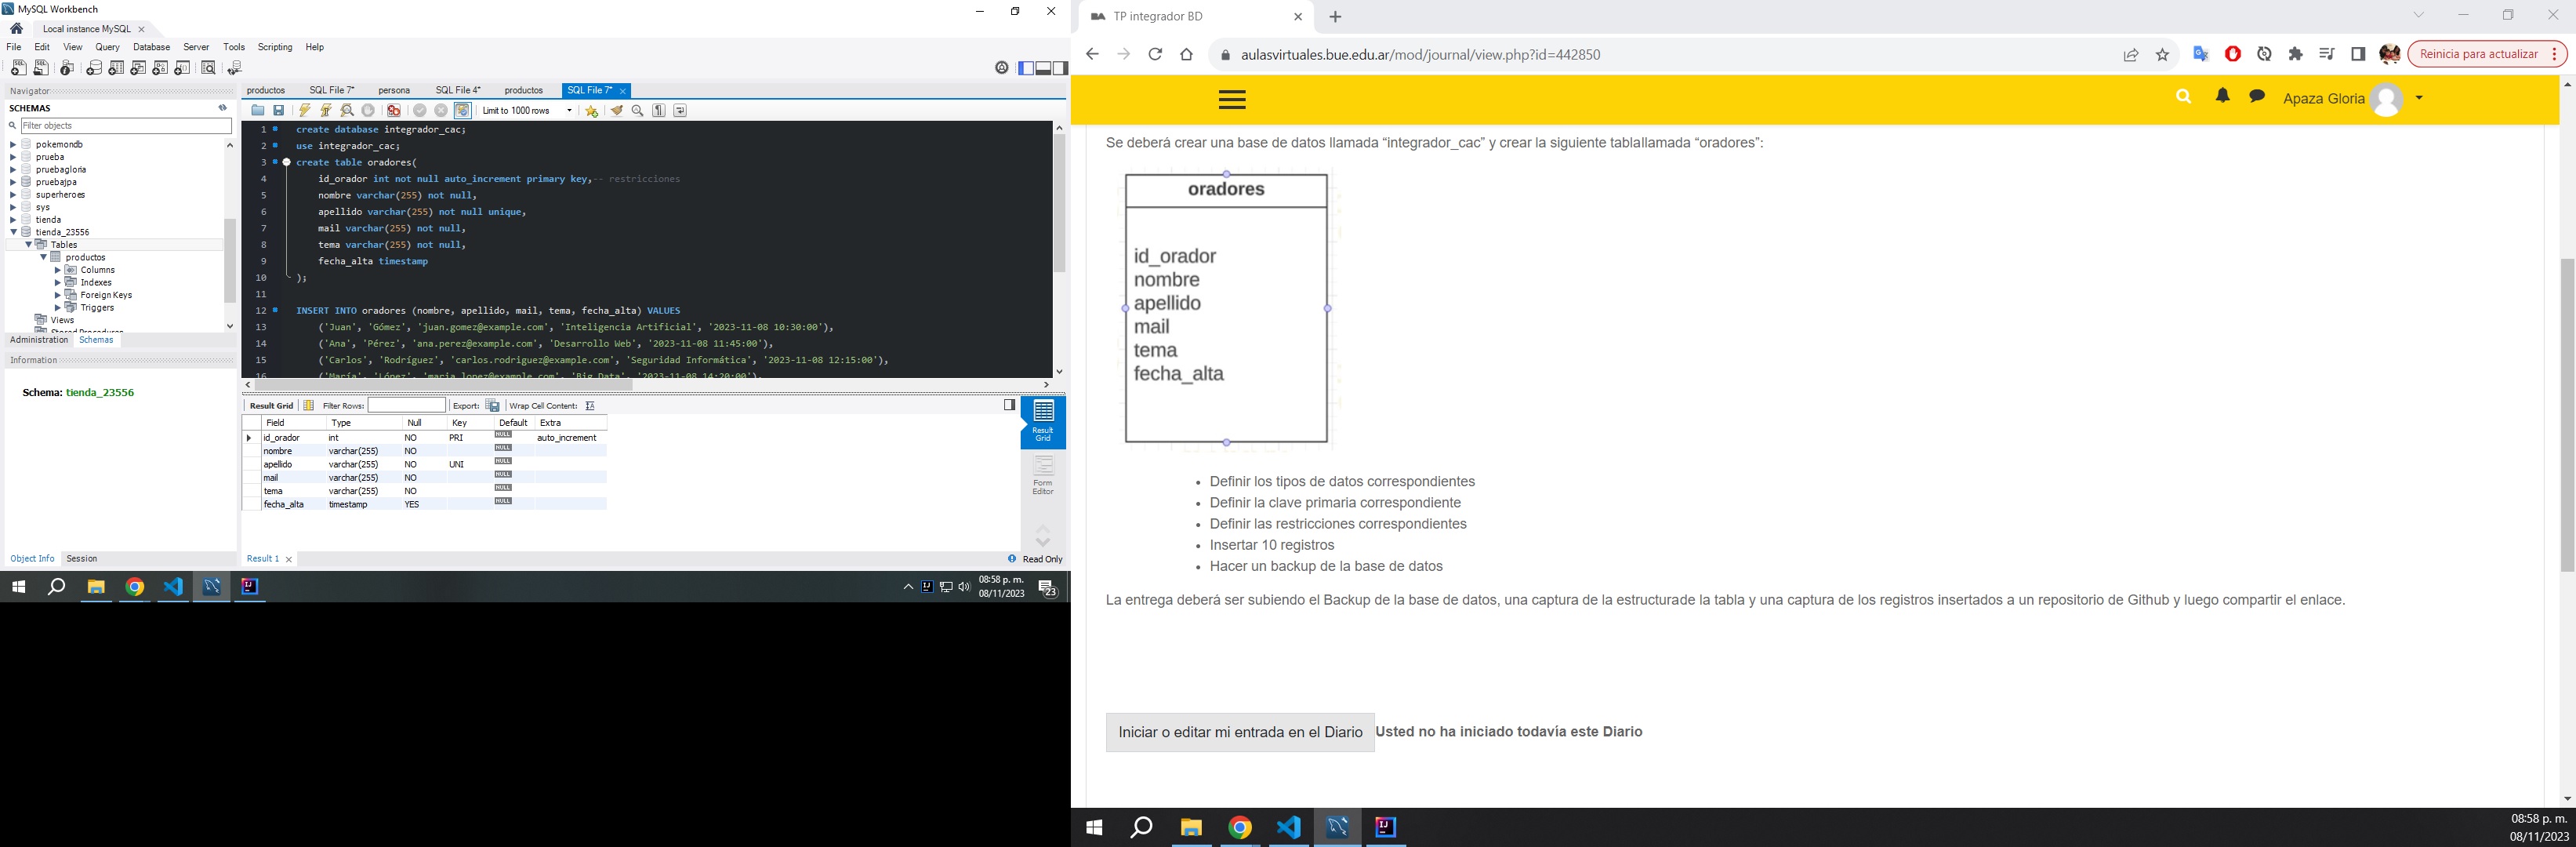 MySQL Workbench
Local instance MySQL
File Edit View Query Database Server Tools Scripting Help
Navigator
SCHEMAS
Filter objects
pokemondb
prueba
pruebagloria
pruebajpa
superheroes
sys
tienda
tienda_23556
Tables
productos
Columns
Indexes
Foreign Keys
Triggers
Views
Stored Procedures
Administration Schemas
Information
Schema: tienda_23556
Object Info Session
productos SQL File 7* persona SQL File 4* productos SQL File 7*
Limit to 1000 rows
1 create database integrador_cac;
2 use integrador_cac;
3 create table oradores(
4 id_orador int not null auto_increment primary key,-- restricciones
5 nombre varchar(255) not null,
6 apellido varchar(255) not null unique,
7 mail varchar(255) not null,
8 tema varchar(255) not null,
9 fecha_alta timestamp
10 );
11
12 INSERT INTO oradores (nombre, apellido, mail, tema, fecha_alta) VALUES
13 ('Juan', 'Gómez', 'juan.gomez@example.com', 'Inteligencia Artificial', '2023-11-08 10:30:00'),
14 ('Ana', 'Pérez', 'ana.perez@example.com', 'Desarrollo Web', '2023-11-08 11:45:00'),
15 ('Carlos', 'Rodríguez', 'carlos.rodriguez@example.com', 'Seguridad Informática', '2023-11-08 12:15:00'),
16 ('María', 'López', 'maria.lopez@example.com', 'Big Data', '2023-11-08 14:20:00'),
Result Grid Filter Rows: Export: Wrap Cell Content:
Field Type Null Key Default Extra
id_orador int NO PRI NULL auto_increment
nombre varchar(255) NO NULL
apellido varchar(255) NO UNI NULL
mail varchar(255) NO NULL
tema varchar(255) NO NULL
fecha_alta timestamp YES NULL
Result Grid
Form Editor
Result 1
Read Only
08:58 p. m.
08/11/2023
23
TP integrador BD
aulasvirtuales.bue.edu.ar/mod/journal/view.php?id=442850
Reinicia para actualizar
Apaza Gloria
Se deberá crear una base de datos llamada “integrador_cac” y crear la siguiente tablallamada “oradores”:
oradores
id_orador
nombre
apellido
mail
tema
fecha_alta
• Definir los tipos de datos correspondientes
• Definir la clave primaria correspondiente
• Definir las restricciones correspondientes
• Insertar 10 registros
• Hacer un backup de la base de datos
La entrega deberá ser subiendo el Backup de la base de datos, una captura de la estructurade la tabla y una captura de los registros insertados a un repositorio de Github y luego compartir el enlace.
Iniciar o editar mi entrada en el Diario Usted no ha iniciado todavía este Diario
08:58 p. m.
08/11/2023